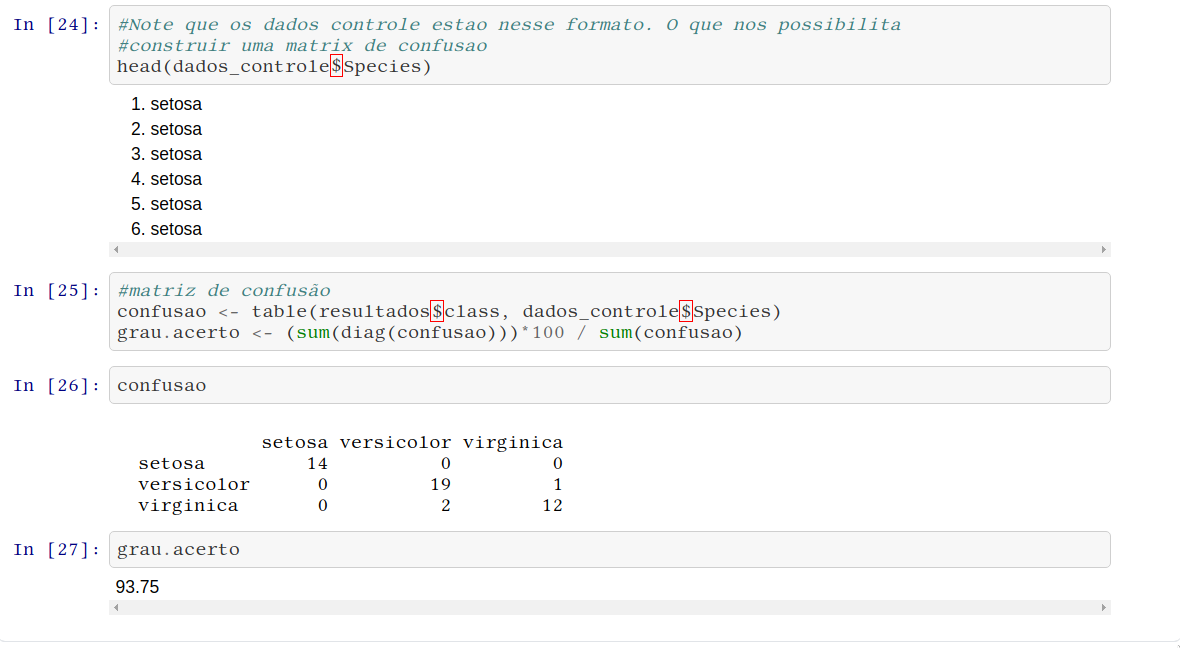 In [24]: #Note que os dados controle estao nesse formato. O que nos possibilita
#construir uma matrix de confusao
head(dados_controle$Species)
1. setosa
2. setosa
3. setosa
4. setosa
5. setosa
6. setosa
In [25]: #matriz de confusão
confusao <- table(resultados$class, dados_controle$Species)
grau.acerto <- (sum(diag(confusao)))*100 / sum(confusao)
In [26]: confusao
setosa versicolor virginica
setosa 14 0 0
versicolor 0 19 1
virginica 0 2 12
In [27]: grau.acerto
93.75